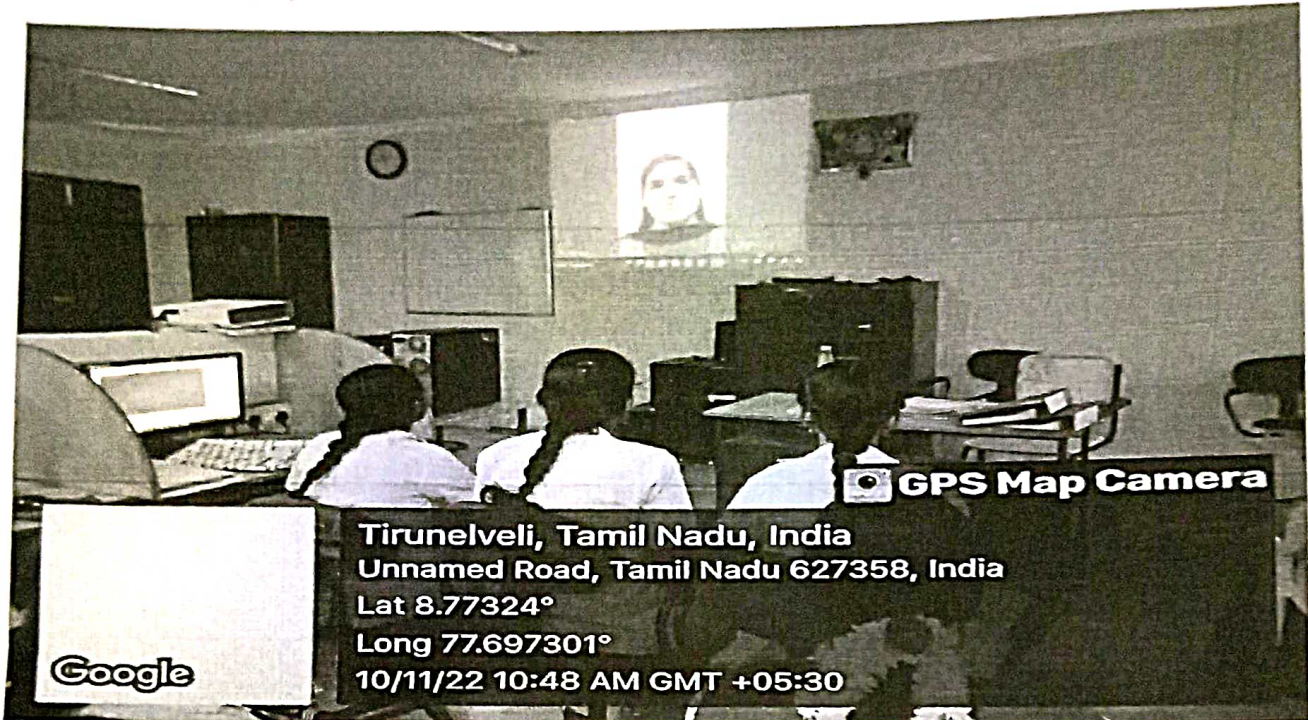 GPS Map Camera
Tirunelveli, Tamil Nadu, India
Unnamed Road, Tamil Nadu 627358, India
Lat 8.77324°
Long 77.697301°
10/11/22 10:48 AM GMT +05:30
Google